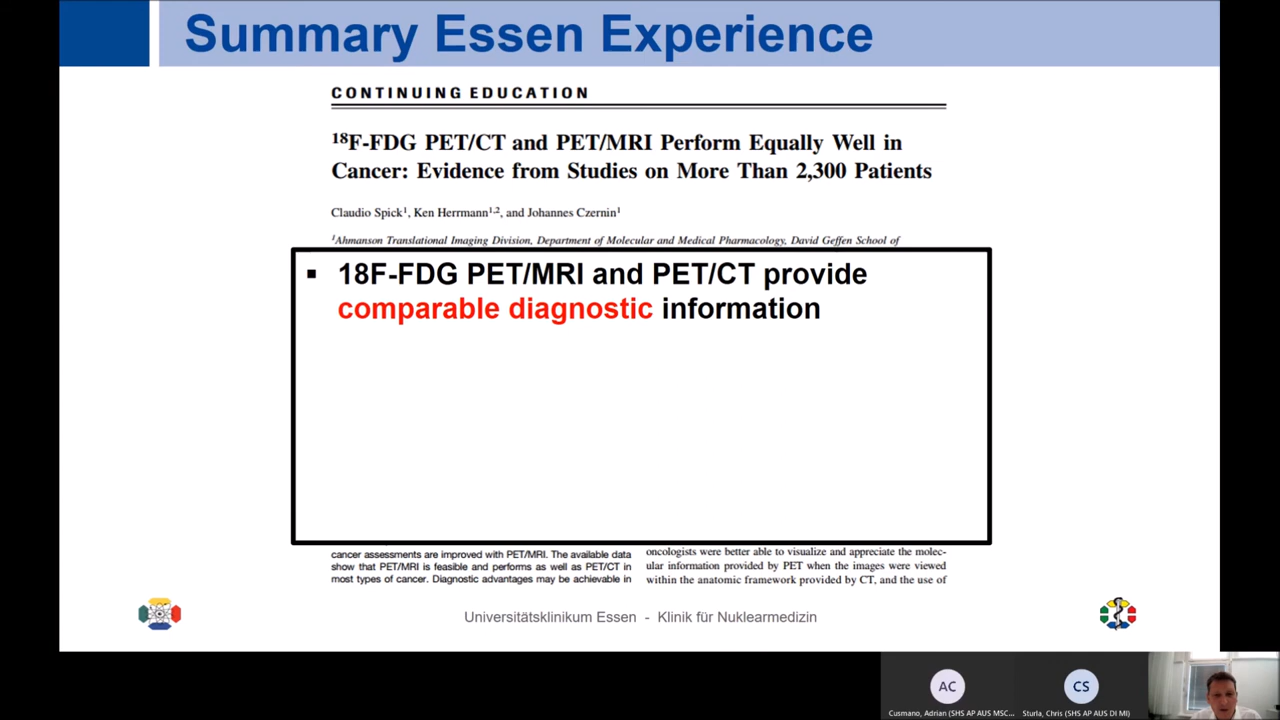 Summary Essen Experience
CONTINUING EDUCATION
18F-FDG PET/CT and PET/MRI Perform Equally Well in
Cancer: Evidence from Studies on More Than 2,300 Patients
Claudio Spick1, Ken Herrmann1,2, and Johannes Czernin1
1Ahmanson Translational Imaging Division, Department of Molecular and Medical Pharmacology, David Geffen School of
▪ 18F-FDG PET/MRI and PET/CT provide
comparable diagnostic information
cancer assessments are improved with PET/MRI. The available data
show that PET/MRI is feasible and performs as well as PET/CT in
most types of cancer. Diagnostic advantages may be achievable in
oncologists were better able to visualize and appreciate the molec-
ular information provided by PET when the images were viewed
within the anatomic framework provided by CT, and the use of
Universitätsklinikum Essen - Klinik für Nuklearmedizin
AC
CS
Cusmano, Adrian (SHS AP AUS MSC...
Sturla, Chris (SHS AP AUS DI MI)